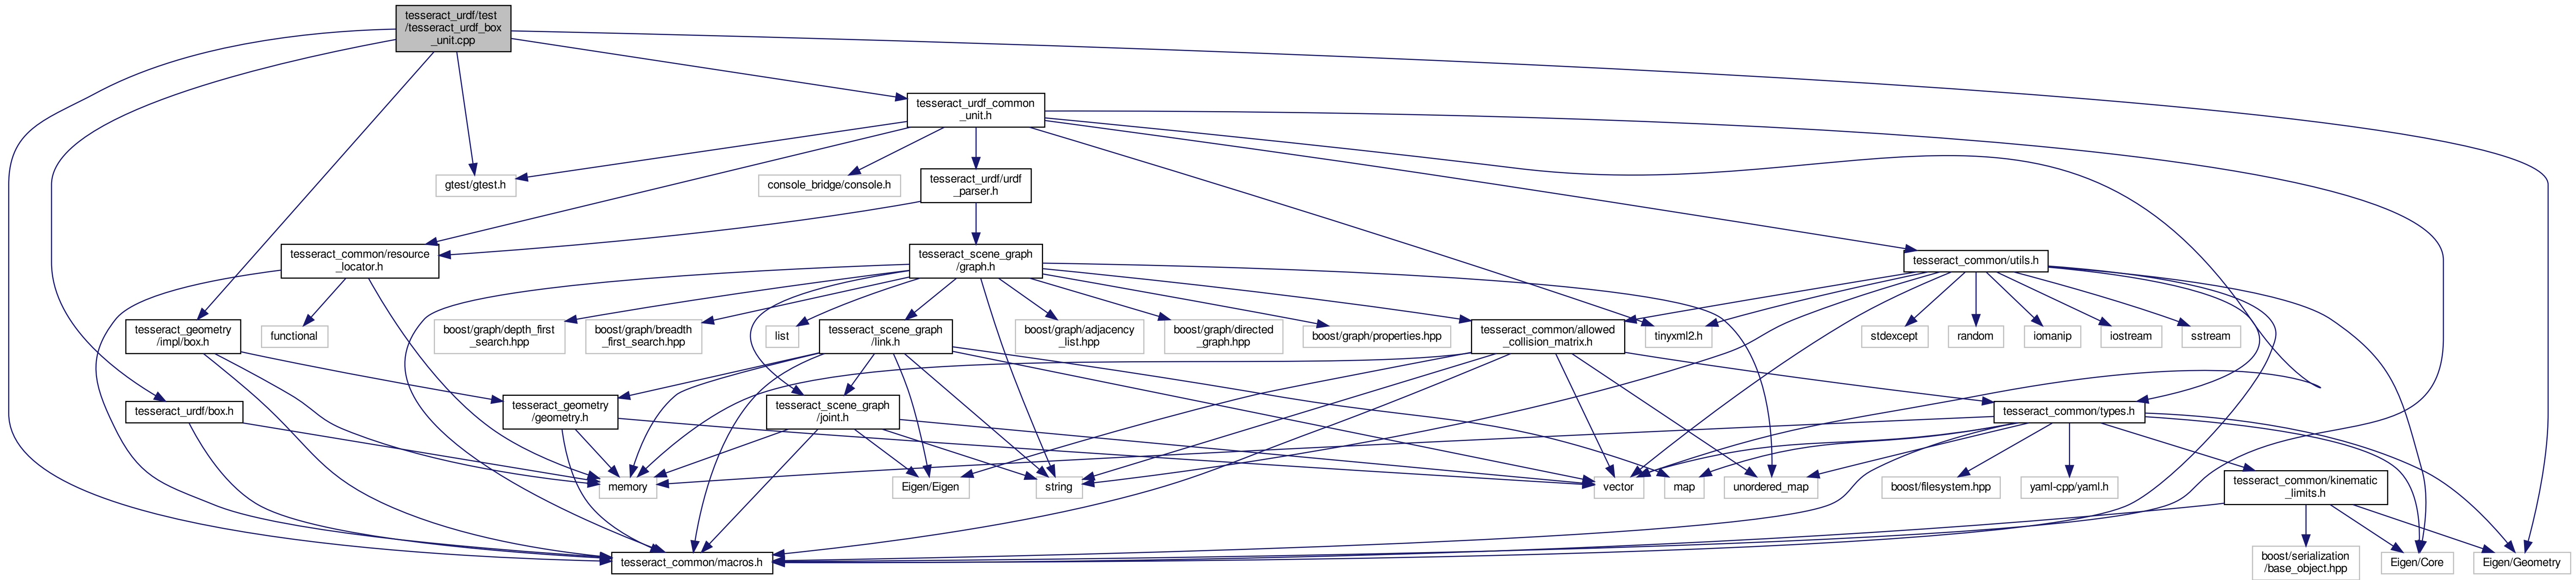 tesseract_urdf/test
/tesseract_urdf_box
_unit.cpp
tesseract_urdf_common
_unit.h
gtest/gtest.h
console_bridge/console.h
tesseract_urdf/urdf
_parser.h
tesseract_common/resource
_locator.h
tesseract_scene_graph
/graph.h
tesseract_common/utils.h
tesseract_geometry
/impl/box.h
functional
boost/graph/depth_first
_search.hpp
boost/graph/breadth
_first_search.hpp
list
tesseract_scene_graph
/link.h
boost/graph/adjacency
_list.hpp
boost/graph/directed
_graph.hpp
boost/graph/properties.hpp
tesseract_common/allowed
_collision_matrix.h
tinyxml2.h
stdexcept
random
iomanip
iostream
sstream
tesseract_urdf/box.h
tesseract_geometry
/geometry.h
tesseract_scene_graph
/joint.h
tesseract_common/types.h
memory
Eigen/Eigen
string
vector
map
unordered_map
boost/filesystem.hpp
yaml-cpp/yaml.h
tesseract_common/kinematic
_limits.h
tesseract_common/macros.h
boost/serialization
/base_object.hpp
Eigen/Core
Eigen/Geometry